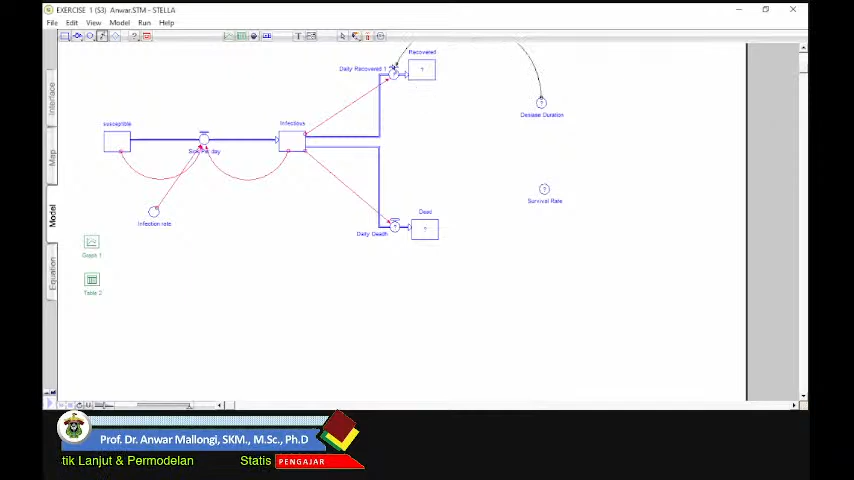 EXERCISE 1 (S3) Anwar.STM - STELLA
File Edit View Model Run Help
Interface
Map
Model
Equation
Recovered
Daily Recovered 1
?
?
Desease Duration
susceptible
Infectious
Infection rate
?
Survival Rate
Dead
Daily Death
?
?
Graph 1
Table 2
Prof. Dr. Anwar Mallongi, SKM., M.Sc., Ph.D
tik Lanjut & Permodelan
Statis
PENGAJAR